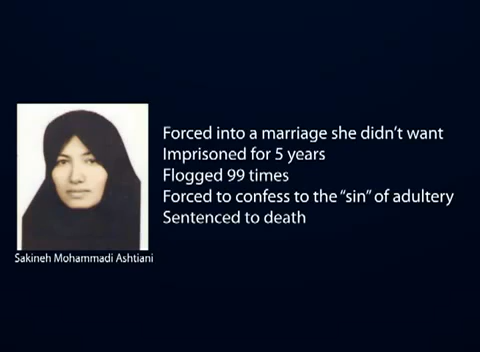 Forced into a marriage she didn't want
Imprisoned for 5 years
Flogged 99 times
Forced to confess to the “sin” of adultery
Sentenced to death
Sakineh Mohammadi Ashtiani